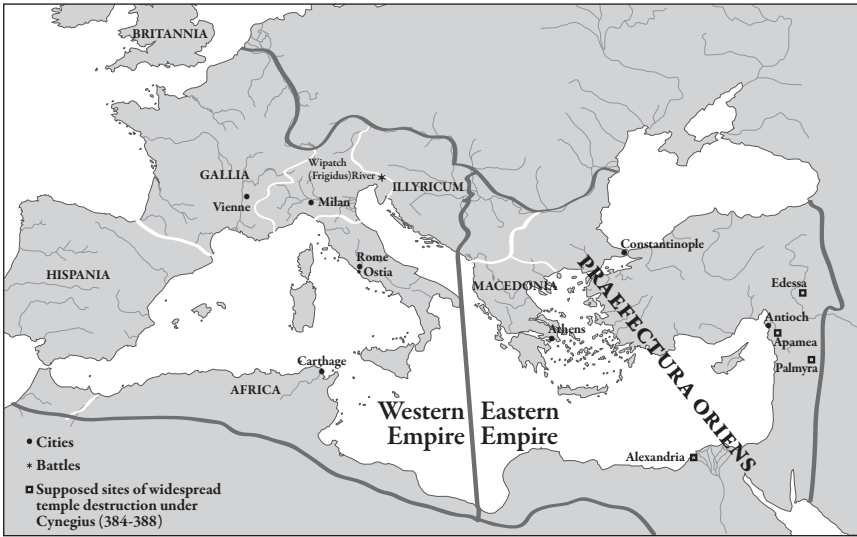 BRITANNIA
GALLIA
Vienne
Wipatch
(Frigidus)River
ILLYRICUM
Milan
HISPANIA
Rome
Ostia
MACEDONIA
Constantinople
Athens
PRAEFECTURA ORIENS
Edessa
Antioch
Apamea
Palmyra
Carthage
AFRICA
Western
Empire
Eastern
Empire
Alexandria
• Cities
* Battles
Supposed sites of widespread
temple destruction under
Cynegius (384-388)